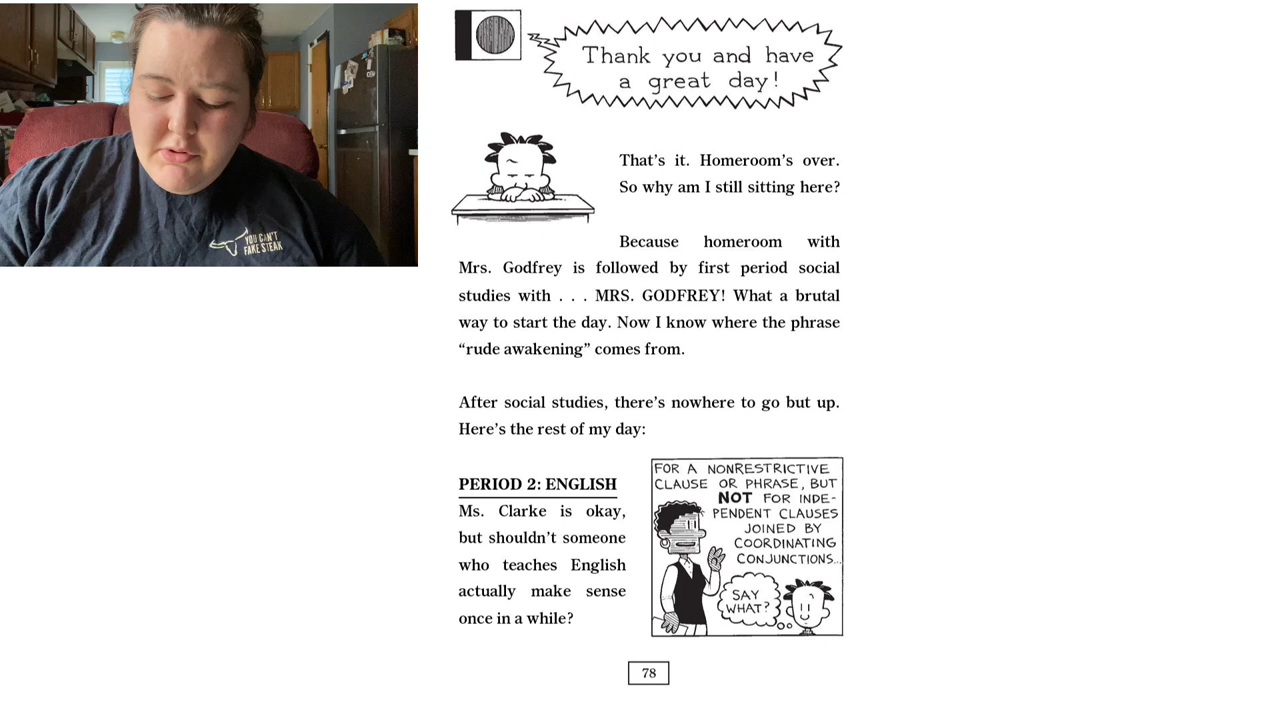 YOU CAN'T
FAKE STEAK
Thank you and have
a great day!
That's it. Homeroom's over.
So why am I still sitting here?
Because homeroom with
Mrs. Godfrey is followed by first period social
studies with . . . MRS. GODFREY! What a brutal
way to start the day. Now I know where the phrase
“rude awakening” comes from.
After social studies, there's nowhere to go but up.
Here's the rest of my day:
PERIOD 2: ENGLISH
Ms. Clarke is okay,
but shouldn't someone
who teaches English
actually make sense
once in a while?
FOR A NONRESTRICTIVE
CLAUSE OR PHRASE, BUT
NOT FOR INDE-
PENDENT CLAUSES
JOINED BY
COORDINATING
CONJUNCTIONS...
SAY
WHAT?
78